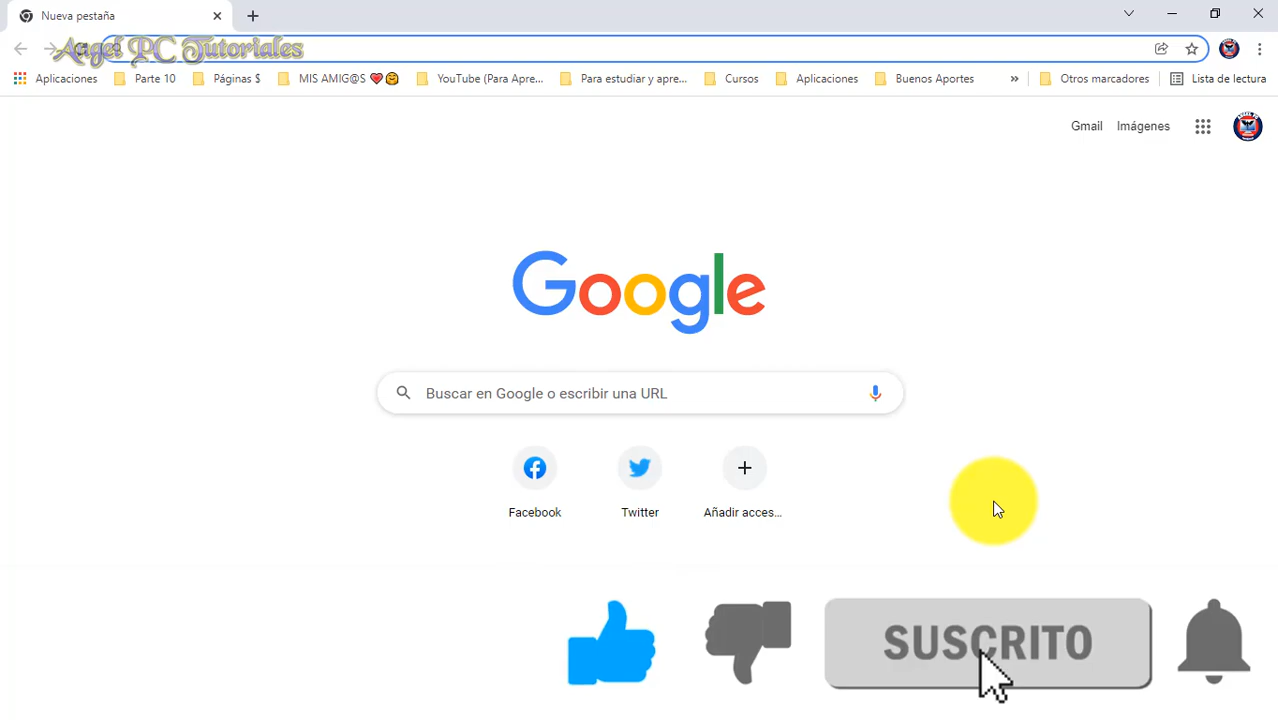 Nueva pestaña
Angel PC Tutoriales
Aplicaciones Parte 10 Páginas $ MIS AMIG@S ❤️🤗 YouTube (Para Apre... Para estudiar y apre... Cursos Aplicaciones Buenos Aportes » Otros marcadores Lista de lectura
Gmail Imágenes
Google
Buscar en Google o escribir una URL
Facebook Twitter Añadir acces...
SUSCRITO